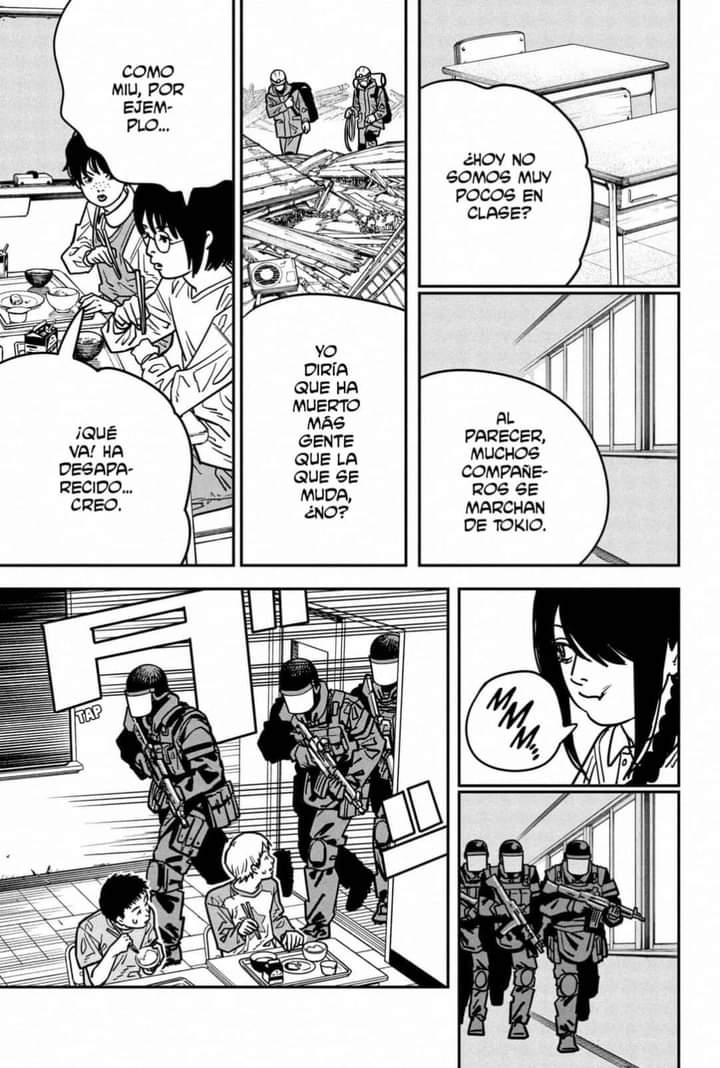 ¿HOY NO
SOMOS MUY
POCOS EN
CLASE?
AL
PARECER,
MUCHOS
COMPAÑE-
ROS SE
MARCHAN
DE TOKIO.
YO
DIRÍA
QUE HA
MUERTO
MÁS
GENTE
QUE LA
QUE SE
MUDA,
¿NO?
COMO
MIU, POR
EJEM-
PLO...
¡QUÉ
VA! HA
DESAPA-
RECIDO...
CREO.
MMM...
TAP